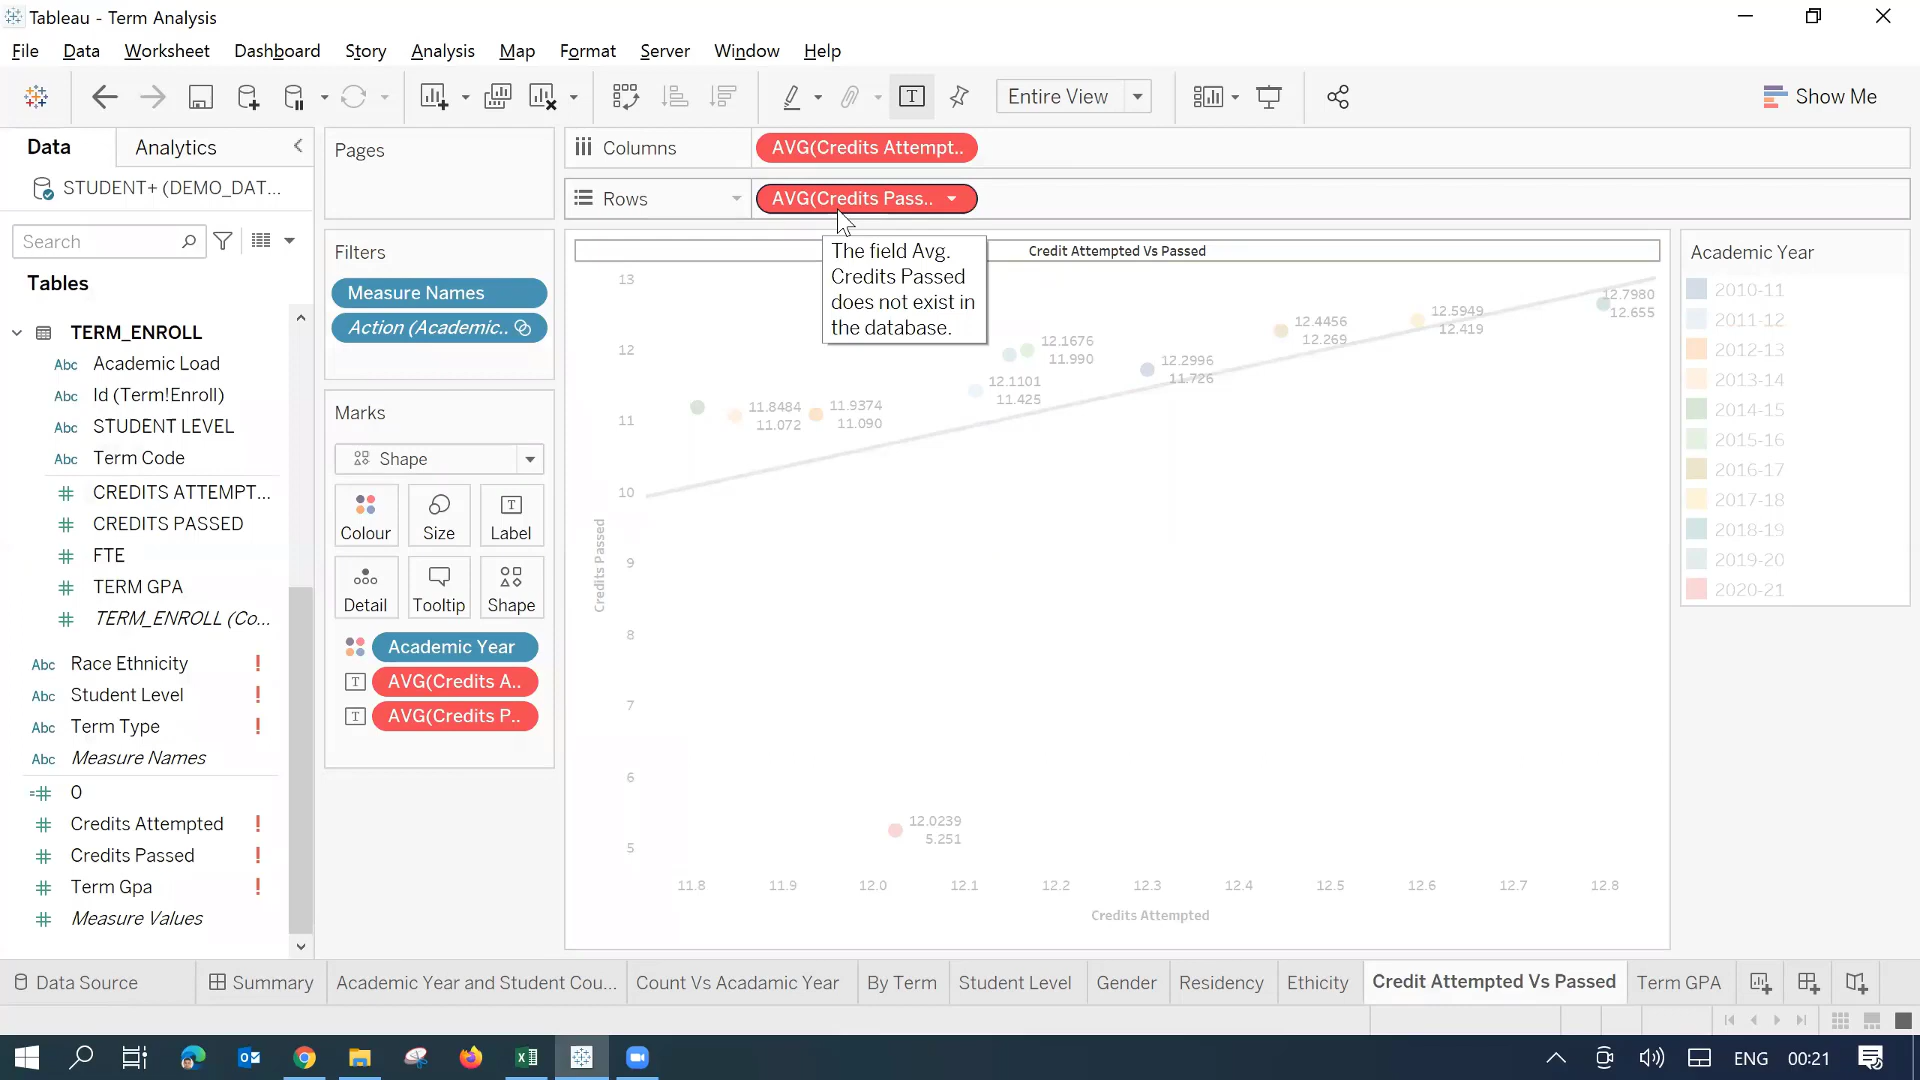 Tableau - Term Analysis
File Data Worksheet Dashboard Story Analysis Map Format Server Window Help
Entire View
Show Me
Data Analytics
STUDENT+ (DEMO_DAT...
Search
Tables
TERM_ENROLL
Abc Academic Load
Abc Id (Term!Enroll)
Abc STUDENT LEVEL
Abc Term Code
# CREDITS ATTEMPT...
# CREDITS PASSED
# FTE
# TERM GPA
# TERM_ENROLL (Co...
Abc Race Ethnicity !
Abc Student Level !
Abc Term Type !
Abc Measure Names
=# 0
# Credits Attempted !
# Credits Passed !
# Term Gpa !
# Measure Values
Pages
Filters
Measure Names
Action (Academic..
Marks
Shape
Colour Size Label
Detail Tooltip Shape
Academic Year
AVG(Credits A..
AVG(Credits P..
Columns
AVG(Credits Attempt..
Rows
AVG(Credits Pass..
The field Avg.
Credits Passed
does not exist in
the database.
Credit Attempted Vs Passed
13
12
11
10
9
8
7
6
5
Credits Passed
12.7980
12.655
12.5949
12.419
12.4456
12.269
12.1676
11.990
12.2996
11.726
12.1101
11.425
11.8484
11.072
11.9374
11.090
12.0239
5.251
11.8 11.9 12.0 12.1 12.2 12.3 12.4 12.5 12.6 12.7 12.8
Credits Attempted
Academic Year
2010-11
2011-12
2012-13
2013-14
2014-15
2015-16
2016-17
2017-18
2018-19
2019-20
2020-21
Data Source Summary Academic Year and Student Cou... Count Vs Acadamic Year By Term Student Level Gender Residency Ethicity Credit Attempted Vs Passed Term GPA
ENG 00:21